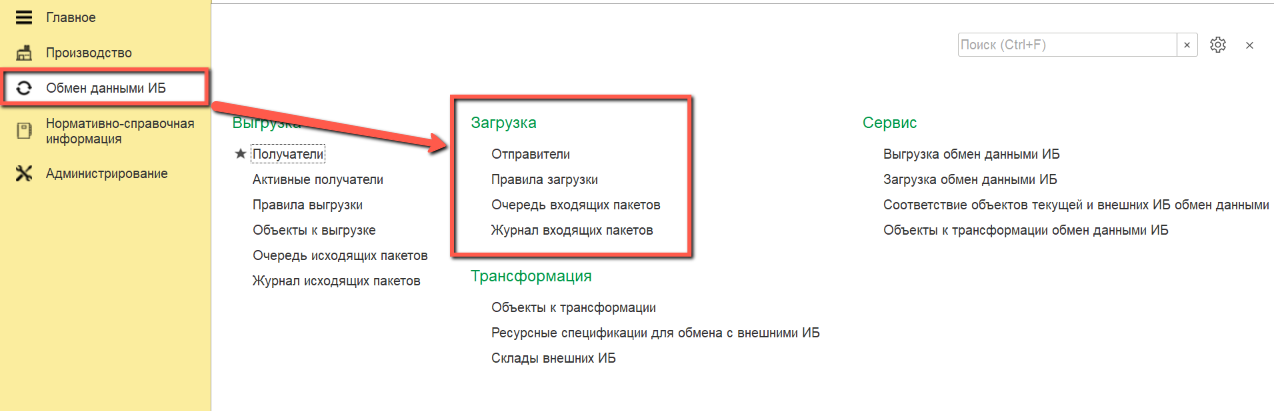 Главное
Производство
Обмен данными ИБ
Нормативно-справочная
информация
Администрирование
Поиск (Ctrl+F)
Выгрузка
Получатели
Активные получатели
Правила выгрузки
Объекты к выгрузке
Очередь исходящих пакетов
Журнал исходящих пакетов
Загрузка
Отправители
Правила загрузки
Очередь входящих пакетов
Журнал входящих пакетов
Трансформация
Объекты к трансформации
Ресурсные спецификации для обмена с внешними ИБ
Склады внешних ИБ
Сервис
Выгрузка обмен данными ИБ
Загрузка обмен данными ИБ
Соответствие объектов текущей и внешних ИБ обмен данными
Объекты к трансформации обмен данными ИБ